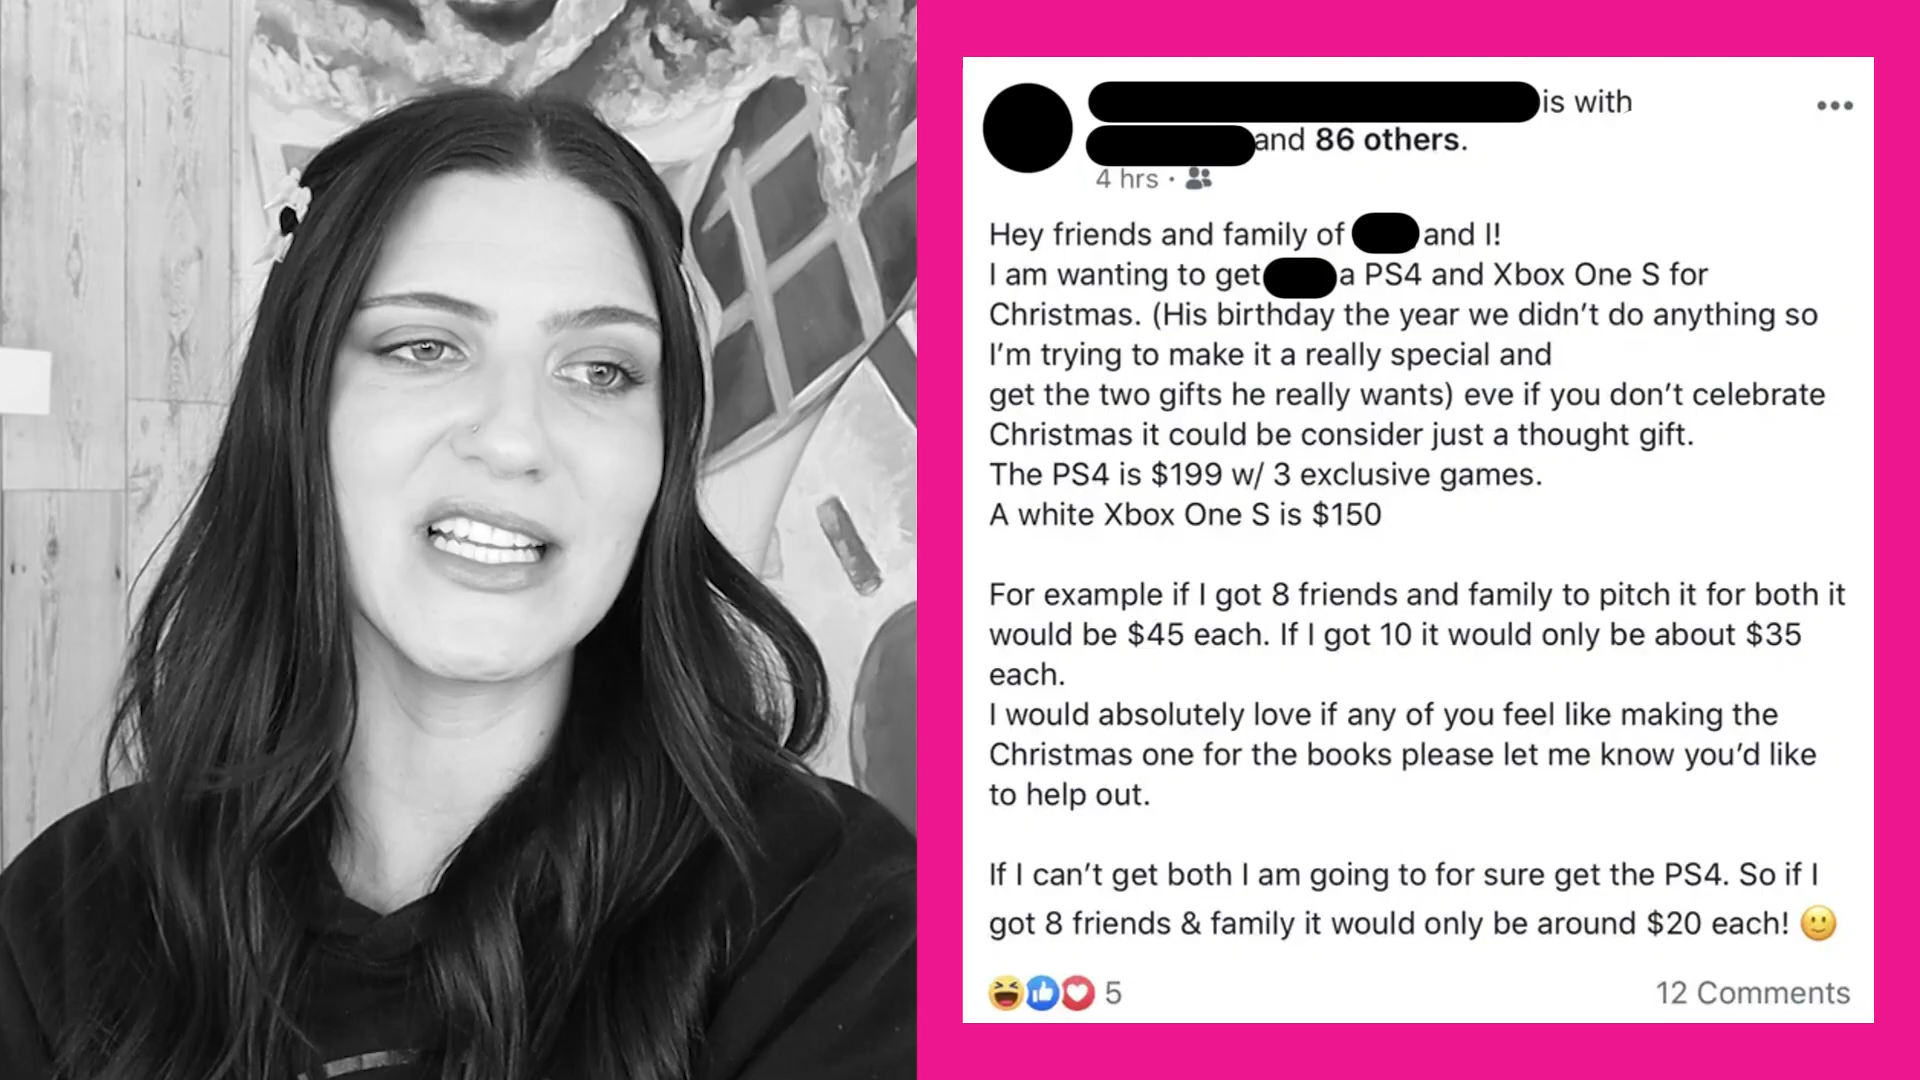 is with
and 86 others.
4 hrs ·
Hey friends and family of and I!
I am wanting to get a PS4 and Xbox One S for
Christmas. (His birthday the year we didn’t do anything so
I’m trying to make it a really special and
get the two gifts he really wants) eve if you don’t celebrate
Christmas it could be consider just a thought gift.
The PS4 is $199 w/ 3 exclusive games.
A white Xbox One S is $150
For example if I got 8 friends and family to pitch it for both it
would be $45 each. If I got 10 it would only be about $35
each.
I would absolutely love if any of you feel like making the
Christmas one for the books please let me know you’d like
to help out.
If I can’t get both I am going to for sure get the PS4. So if I
got 8 friends & family it would only be around $20 each! 🙂
5
12 Comments